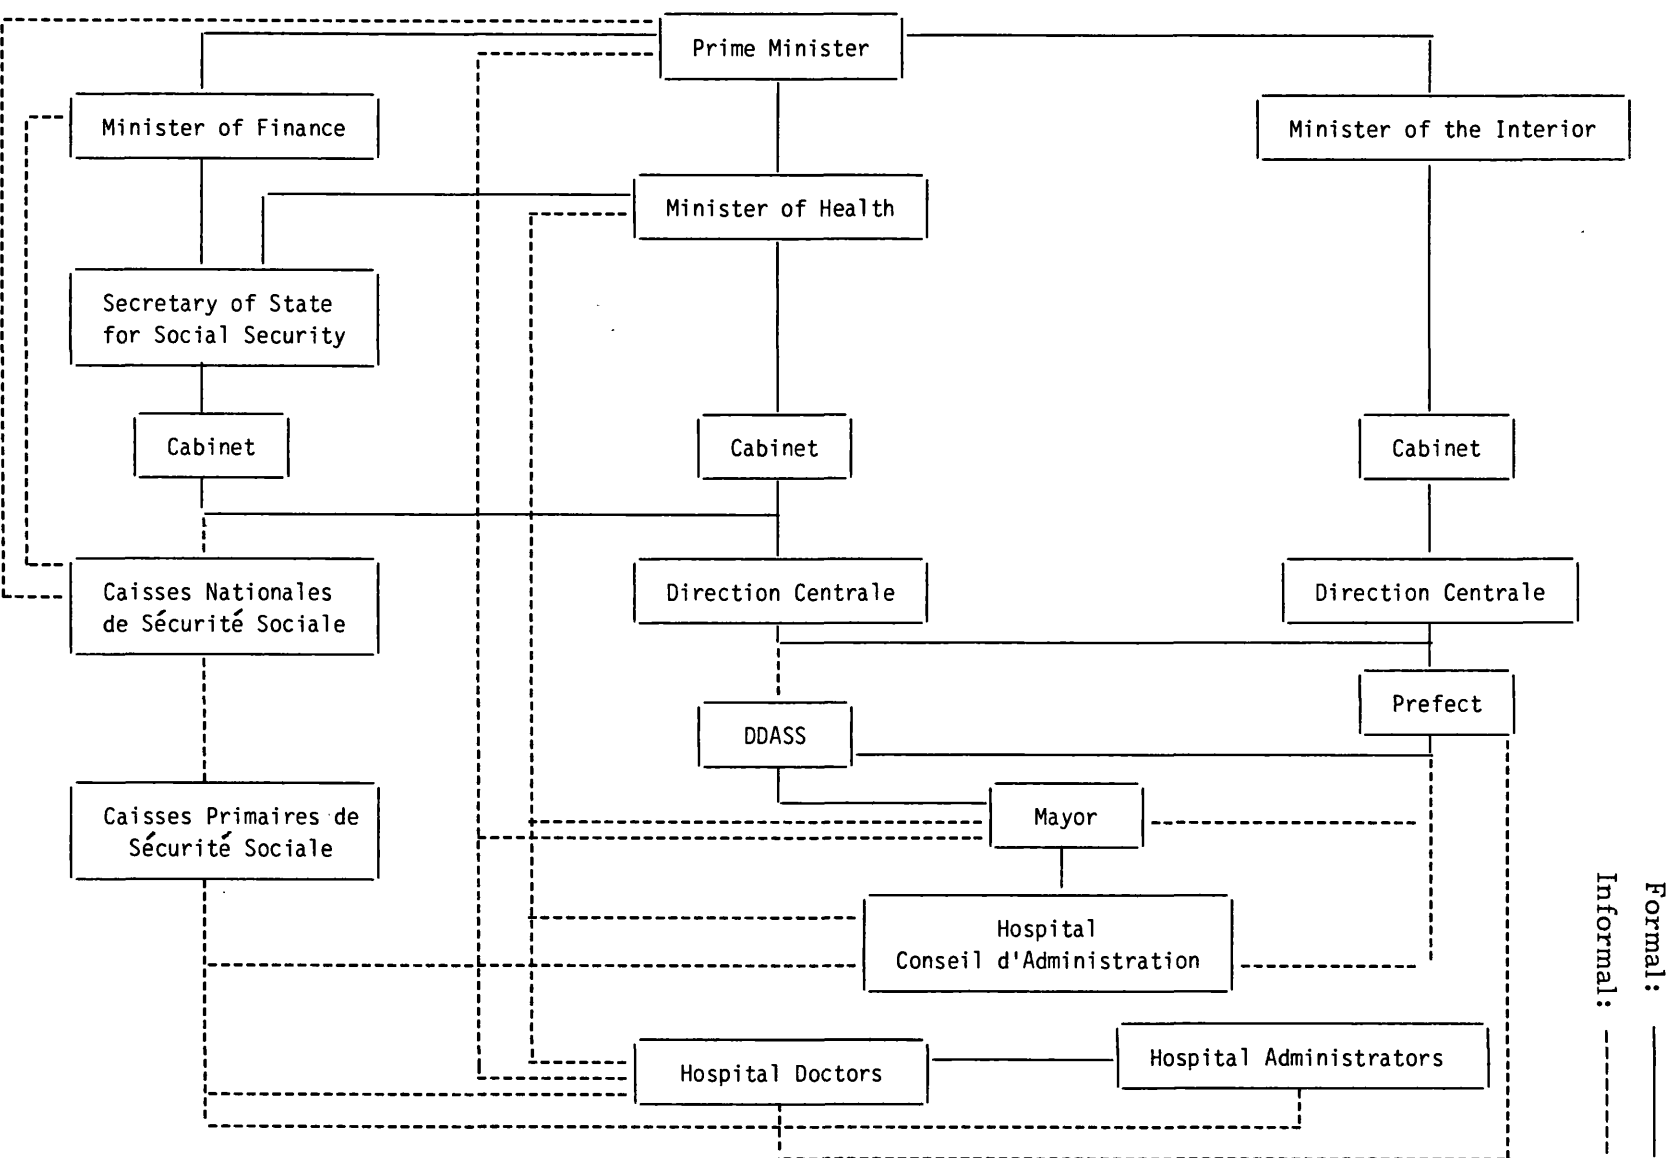 Prime Minister
Minister of Finance
Minister of the Interior
Minister of Health
Secretary of State
for Social Security
Cabinet
Cabinet
Cabinet
Caisses Nationales
de Sécurité Sociale
Direction Centrale
Direction Centrale
Prefect
DDASS
Caisses Primaires de
Sécurité Sociale
Mayor
Hospital
Conseil d'Administration
Hospital Doctors
Hospital Administrators
Formal:
Informal: